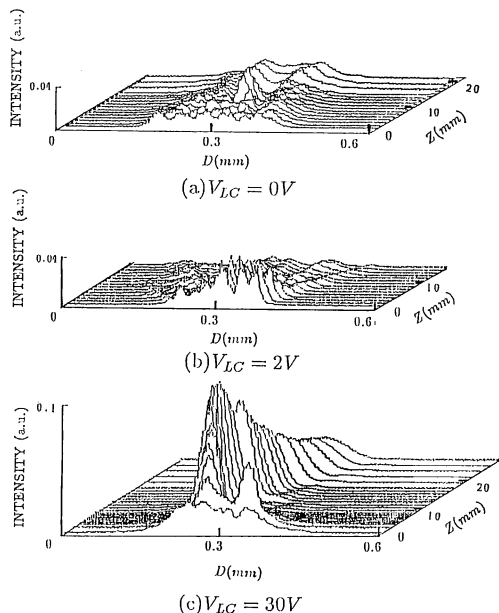 INTENSITY (a.u.)
0.04
0
0.3
0.6
D(mm)
0
10
20
Z(mm)
(a)V_LC = 0V
INTENSITY (a.u.)
0.01
0
0.3
0.6
D(mm)
0
10
Z(mm)
(b)V_LC = 2V
INTENSITY (a.u.)
0.1
0
0.3
0.6
D(mm)
0
10
20
Z(mm)
(c)V_LC = 30V